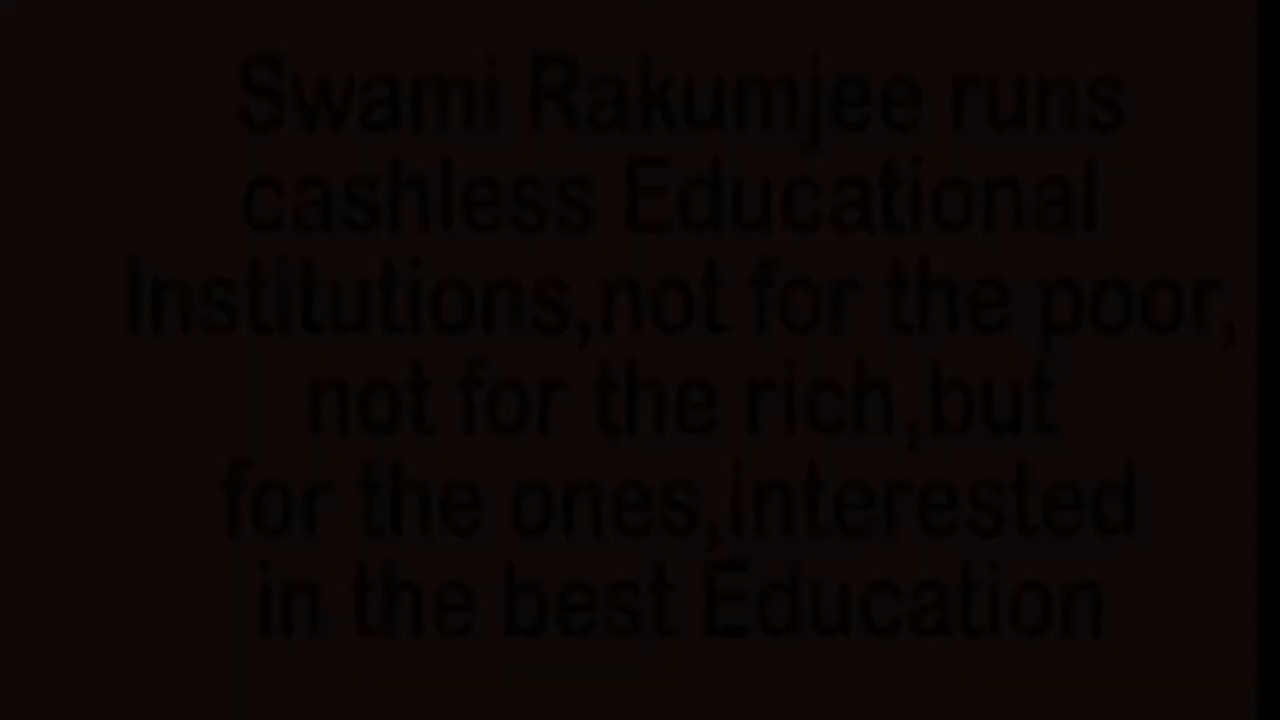 Swami Rakumjee runs
cashless Educational
Institutions,not for the poor,
not for the rich,but
for the ones,interested
in the best Education